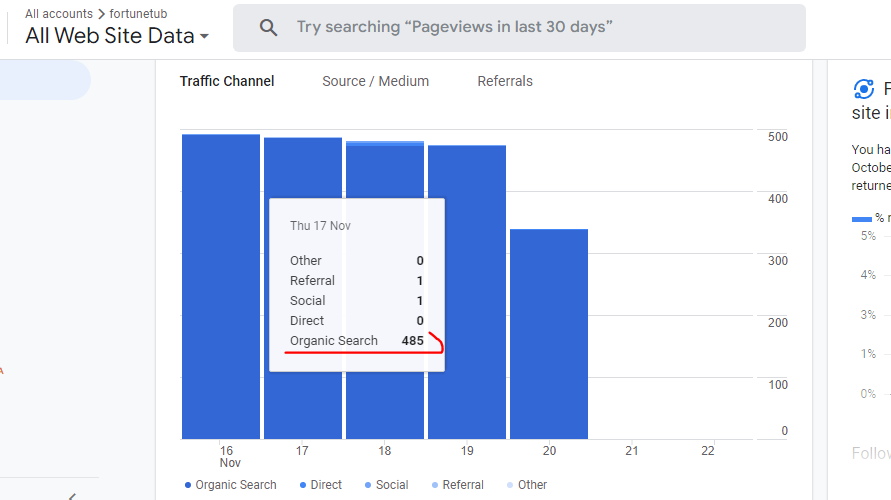 All accounts > fortunetub
All Web Site Data
Try searching “Pageviews in last 30 days”
Traffic Channel
Source / Medium
Referrals
500
400
300
200
100
0
Thu 17 Nov
Other 0
Referral 1
Social 1
Direct 0
Organic Search 485
16
Nov
17
18
19
20
21
22
Organic Search
Direct
Social
Referral
Other
site
You ha
Octobe
returne
%
5%
4%
3%
1%
0%
Follov